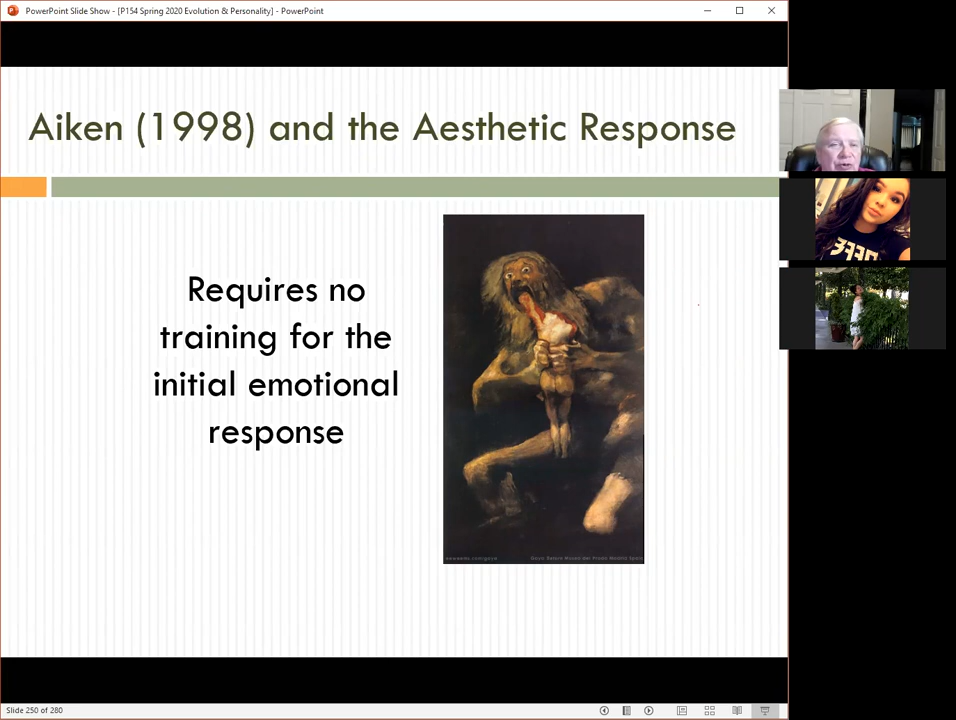 PowerPoint Slide Show - [P154 Spring 2020 Evolution & Personality] - PowerPoint
Aiken (1998) and the Aesthetic Response
Requires no
training for the
initial emotional
response
Slide 250 of 280